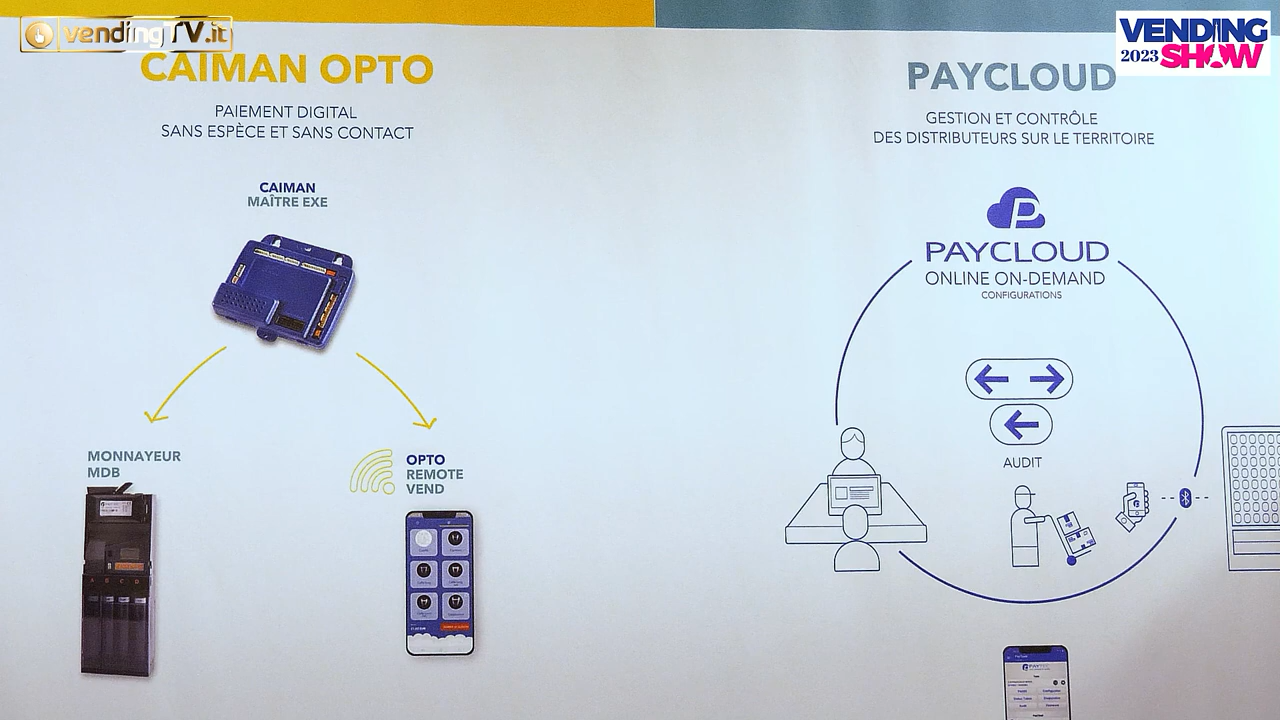 vendingTV.it
VENDING
2023 SHOW
CAIMAN OPTO
PAIEMENT DIGITAL
SANS ESPÈCE ET SANS CONTACT
CAIMAN
MAÎTRE EXE
MONNAYEUR
MDB
A B C D
OPTO
REMOTE
VEND
PAYCLOUD
GESTION ET CONTRÔLE
DES DISTRIBUTEURS SUR LE TERRITOIRE
PAYCLOUD
ONLINE ON-DEMAND
CONFIGURATIONS
AUDIT